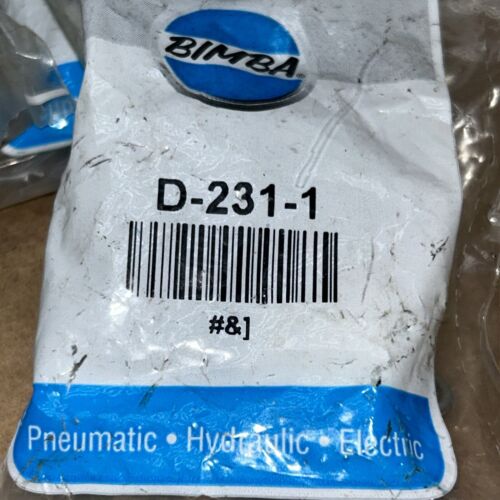 BIMBA®
D-231-1
#&]
Pneumatic • Hydraulic • Electric